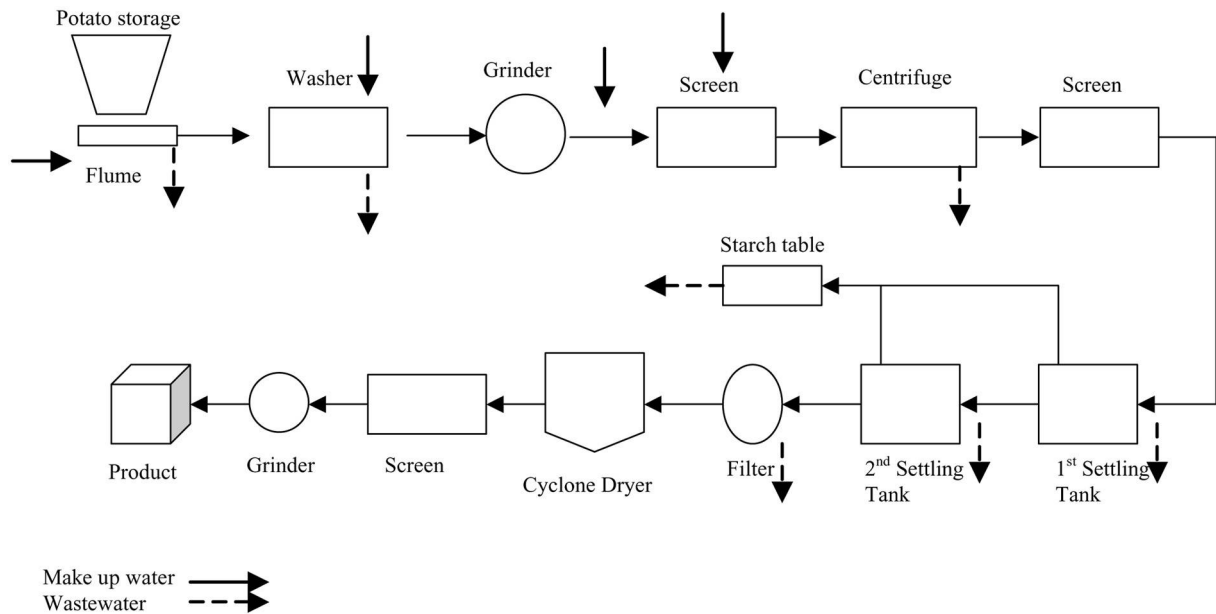 Potato storage
Washer
Grinder
Screen
Centrifuge
Screen
Flume
Starch table
Product
Grinder
Screen
Cyclone Dryer
Filter
2nd Settling
Tank
1st Settling
Tank
Make up water
Wastewater